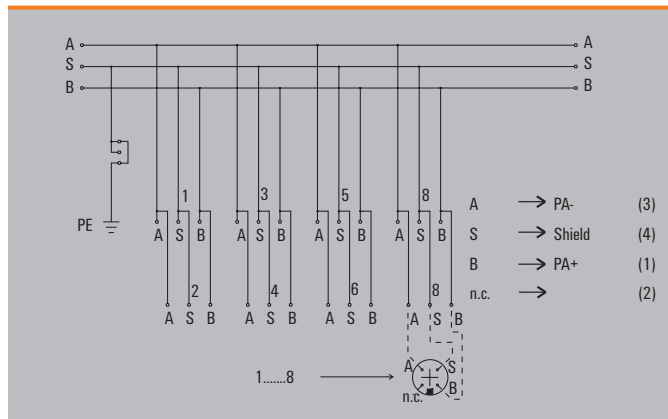 A A
S S
B B
1 3 5 8
A → PA- (3)
PE A S B A S B A S B A S B
S → Shield (4)
B → PA+ (1)
2 4 6 8
n.c. → (2)
A S B A S B A S B A S B
1.......8 → A S
B
n.c.